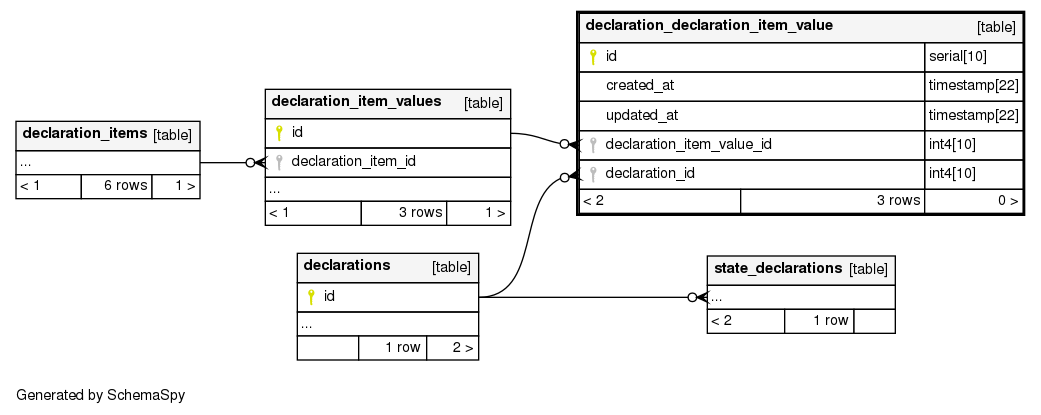 declaration_declaration_item_value [table]
id serial[10]
created_at timestamp[22]
updated_at timestamp[22]
declaration_item_value_id int4[10]
declaration_id int4[10]
< 2 3 rows 0 >
declaration_item_values [table]
id
declaration_item_id
...
< 1 3 rows 1 >
declaration_items [table]
...
< 1 6 rows 1 >
declarations [table]
id
...
1 row 2 >
state_declarations [table]
...
< 2 1 row
Generated by SchemaSpy